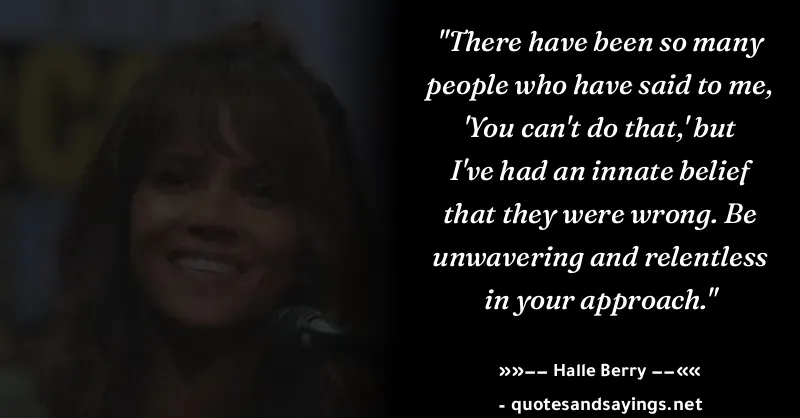 "There have been so many
people who have said to me,
'You can't do that,' but
I've had an innate belief
that they were wrong. Be
unwavering and relentless
in your approach."
»»−− Halle Berry −−««
- quotesandsayings.net